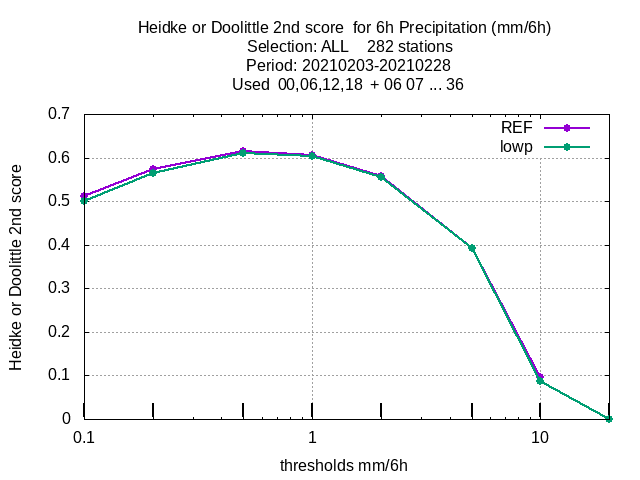 Heidke or Doolittle 2nd score  for 6h Precipitation (mm/6h)
Selection: ALL    282 stations
Period: 20210203-20210228
Used  00,06,12,18  + 06 07 ... 36
REF
lowp
Heidke or Doolittle 2nd score
0.7
0.6
0.5
0.4
0.3
0.2
0.1
0
0.1
1
10
thresholds mm/6h